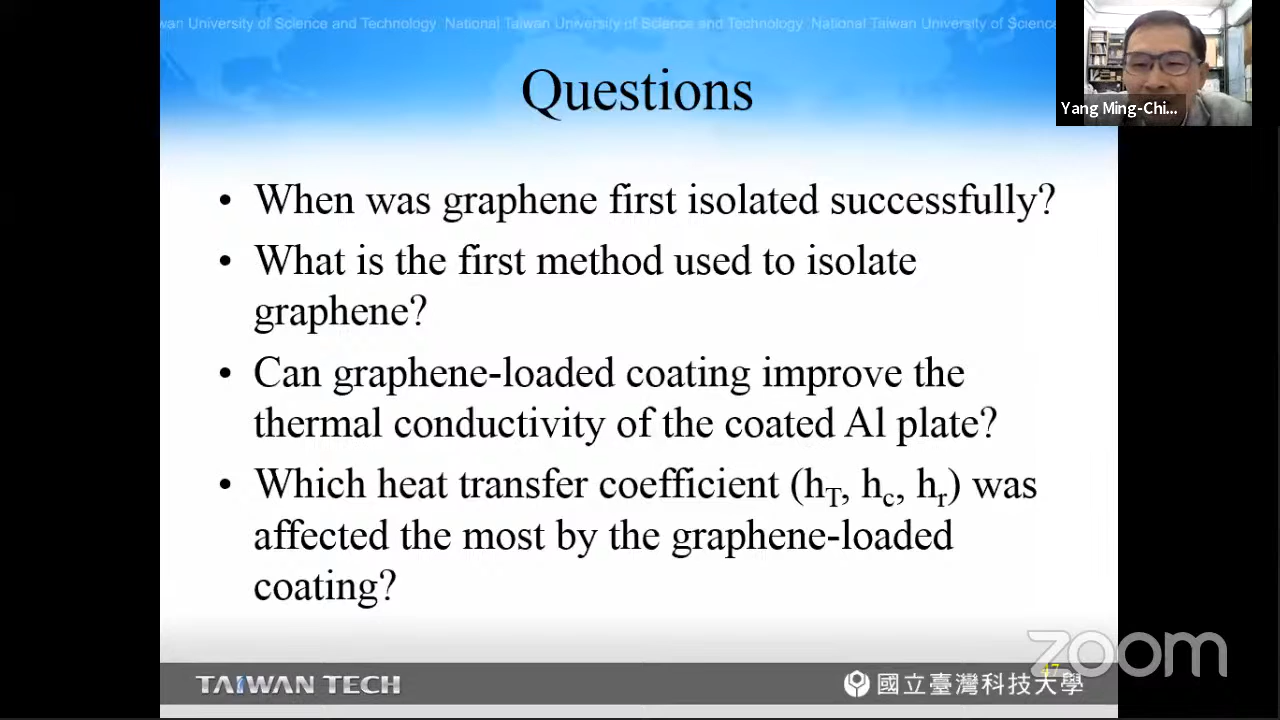 wan University of Science and Technology National Taiwan University of Science and Technology National Taiwan University of Science
Questions
Yang Ming-Chi...
• When was graphene first isolated successfully?
• What is the first method used to isolate
graphene?
• Can graphene-loaded coating improve the
thermal conductivity of the coated Al plate?
• Which heat transfer coefficient (hT, hc, hr) was
affected the most by the graphene-loaded
coating?
zoom
47
TAIWAN TECH
國立臺灣科技大學